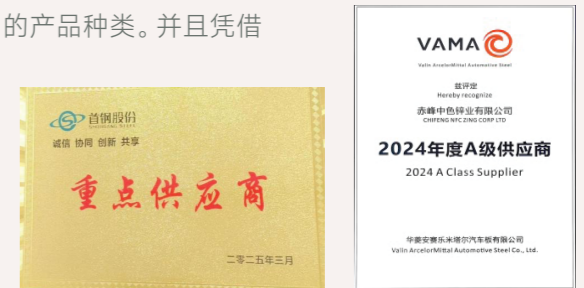 的产品种类。并且凭借
首钢股份
SHOUGANG SHARE
诚信 协同 创新 共享
重点供应商
二零二五年三月
VAMA
Valin ArcelorMittal Automotive Steel
兹评定
Hereby recognize
赤峰中色锌业有限公司
CHIFENG NFC ZING CORP LTD
2024年度A级供应商
2024 A Class Supplier
华菱安赛乐米塔尔汽车板有限公司
Valin ArcelorMittal Automotive Steel Co., Ltd.